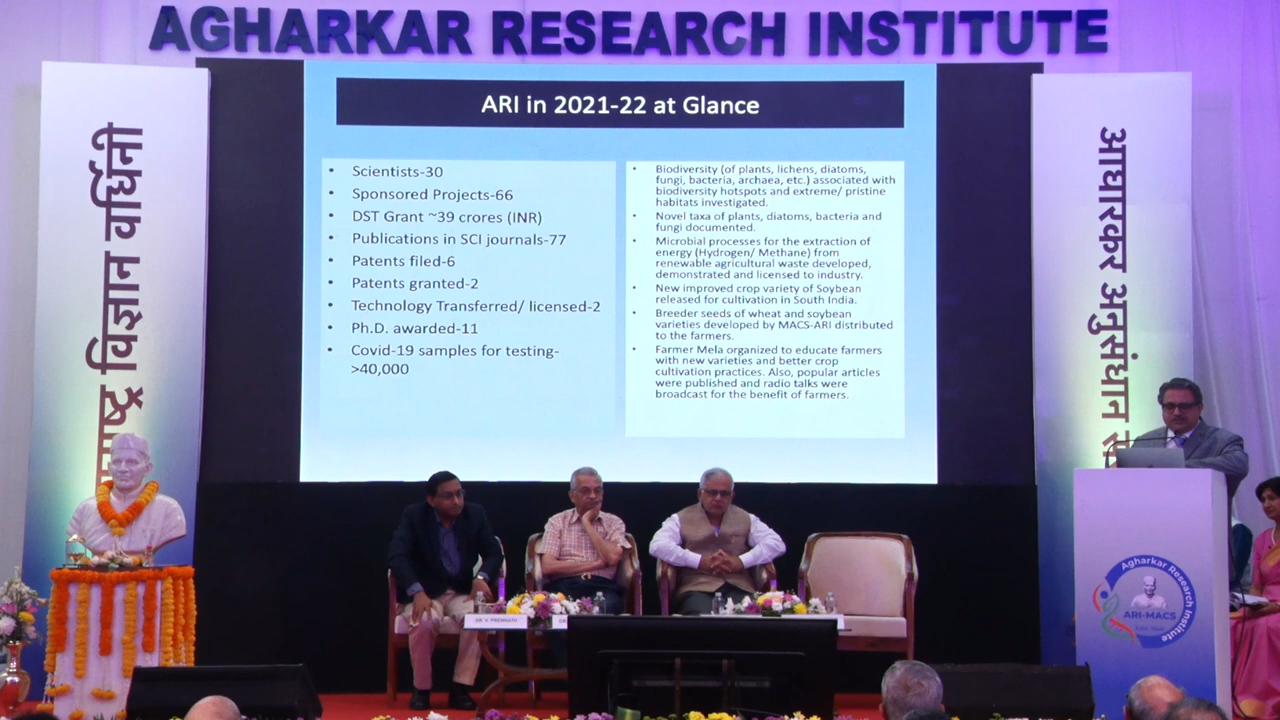 AGHARKAR RESEARCH INSTITUTE
ARI in 2021-22 at Glance
• Scientists-30
• Sponsored Projects-66
• DST Grant ~39 crores (INR)
• Publications in SCI journals-77
• Patents filed-6
• Patents granted-2
• Technology Transferred/ licensed-2
• Ph.D. awarded-11
• Covid-19 samples for testing-
>40,000
• Biodiversity (of plants, lichens, diatoms,
fungi, bacteria, archaea, etc.) associated with
biodiversity hotspots and extreme/ pristine
habitats investigated.
• Novel taxa of plants, diatoms, bacteria and
fungi documented.
• Microbial processes for the extraction of
energy (Hydrogen/ Methane) from
renewable agricultural waste developed,
demonstrated and licensed to industry.
• New improved crop variety of Soybean
released for cultivation in South India.
• Breeder seeds of wheat and soybean
varieties developed by MACS-ARI distributed
to the farmers.
• Farmer Mela organized to educate farmers
with new varieties and better crop
cultivation practices. Also, popular articles
were published and radio talks were
broadcast for the benefit of farmers.
विज्ञान वर्धिनी
आघारकर अनुसंधान
DR. V. PREMNATH
Agharkar Research Institute
ARI-MACS